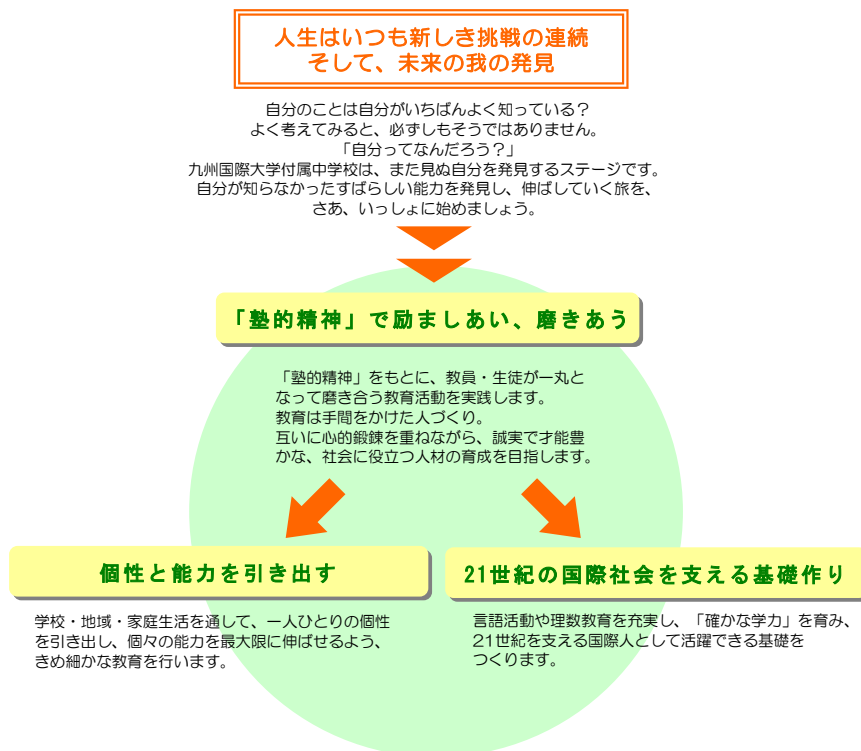 人生はいつも新しき挑戦の連続
そして、未来の我の発見
自分のことは自分がいちばんよく知っている？
よく考えてみると、必ずしもそうではありません。
「自分ってなんだろう？」
九州国際大学付属中学校は、また見ぬ自分を発見するステージです。
自分が知らなかったすばらしい能力を発見し、伸ばしていく旅を、
さあ、いっしょに始めましょう。
「塾的精神」で励ましあい、磨きあう
「塾的精神」をもとに、教員・生徒が一丸と
なって磨き合う教育活動を実践します。
教育は手間をかけた人づくり。
互いに心的鍛錬を重ねながら、誠実で才能豊
かな、社会に役立つ人材の育成を目指します。
個性と能力を引き出す
学校・地域・家庭生活を通して、一人ひとりの個性
を引き出し、個々の能力を最大限に伸ばせるよう、
きめ細かな教育を行います。
21世紀の国際社会を支える基礎作り
言語活動や理数教育を充実し、「確かな学力」を育み、
21世紀を支える国際人として活躍できる基礎を
つくります。